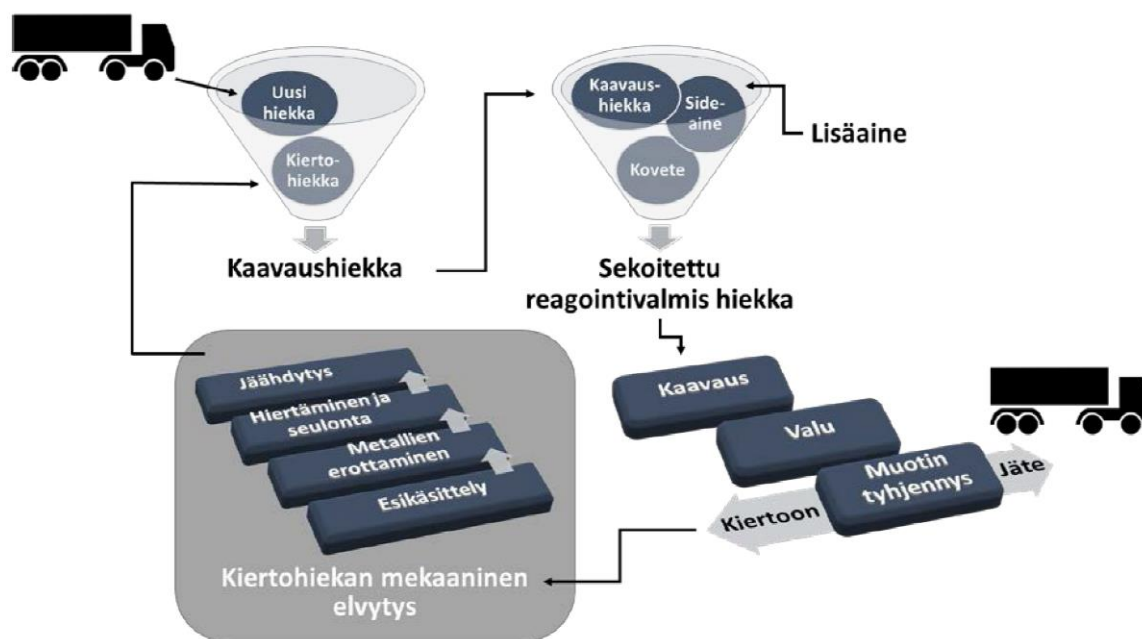 Uusi
hiekka
Kierto-
hiekka
Kaavaushiekka
Kaavaus-
hiekka
Side-
aine
Kovete
Lisäaine
Sekoitettu
reagointivalmis hiekka
Kaavaus
Valu
Muotin
tyhjennys
Jäte
Kiertoon
Jäähdytys
Hiertäminen ja
seulonta
Metallien
erottaminen
Esikäsittely
Kiertohiekan mekaaninen
elvytys